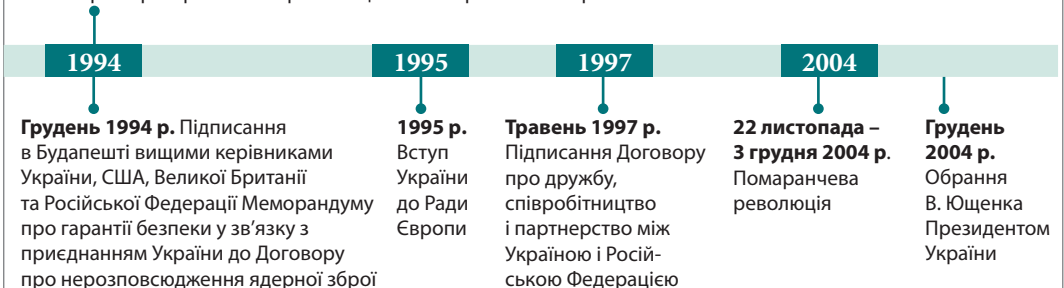 1994
1995
1997
2004
Грудень 1994 р. Підписання
в Будапешті вищими керівниками
України, США, Великої Британії
та Російської Федерації Меморандуму
про гарантії безпеки у зв’язку з
приєднанням України до Договору
про нерозповсюдження ядерної зброї
1995 р.
Вступ
України
до Ради
Європи
Травень 1997 р.
Підписання Договору
про дружбу,
співробітництво
і партнерство між
Україною і Росій-
ською Федерацією
22 листопада –
3 грудня 2004 р.
Помаранчева
революція
Грудень
2004 р.
Обрання
В. Ющенка
Президентом
України